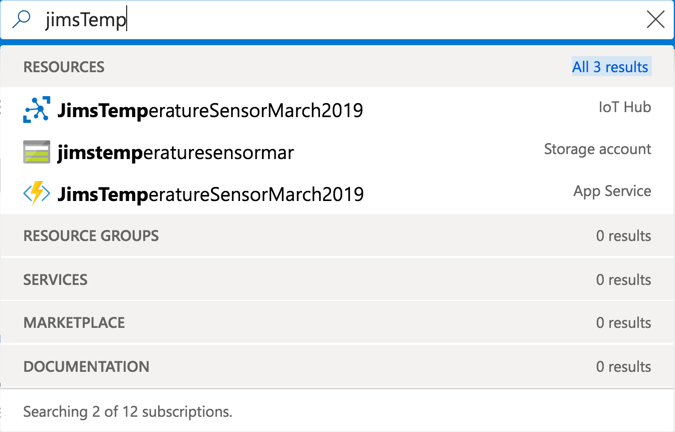 jimsTemp
RESOURCES All 3 results
JimsTemperatureSensorMarch2019 IoT Hub
jimstemperaturesensormar Storage account
JimsTemperatureSensorMarch2019 App Service
RESOURCE GROUPS 0 results
SERVICES 0 results
MARKETPLACE 0 results
DOCUMENTATION 0 results
Searching 2 of 12 subscriptions.